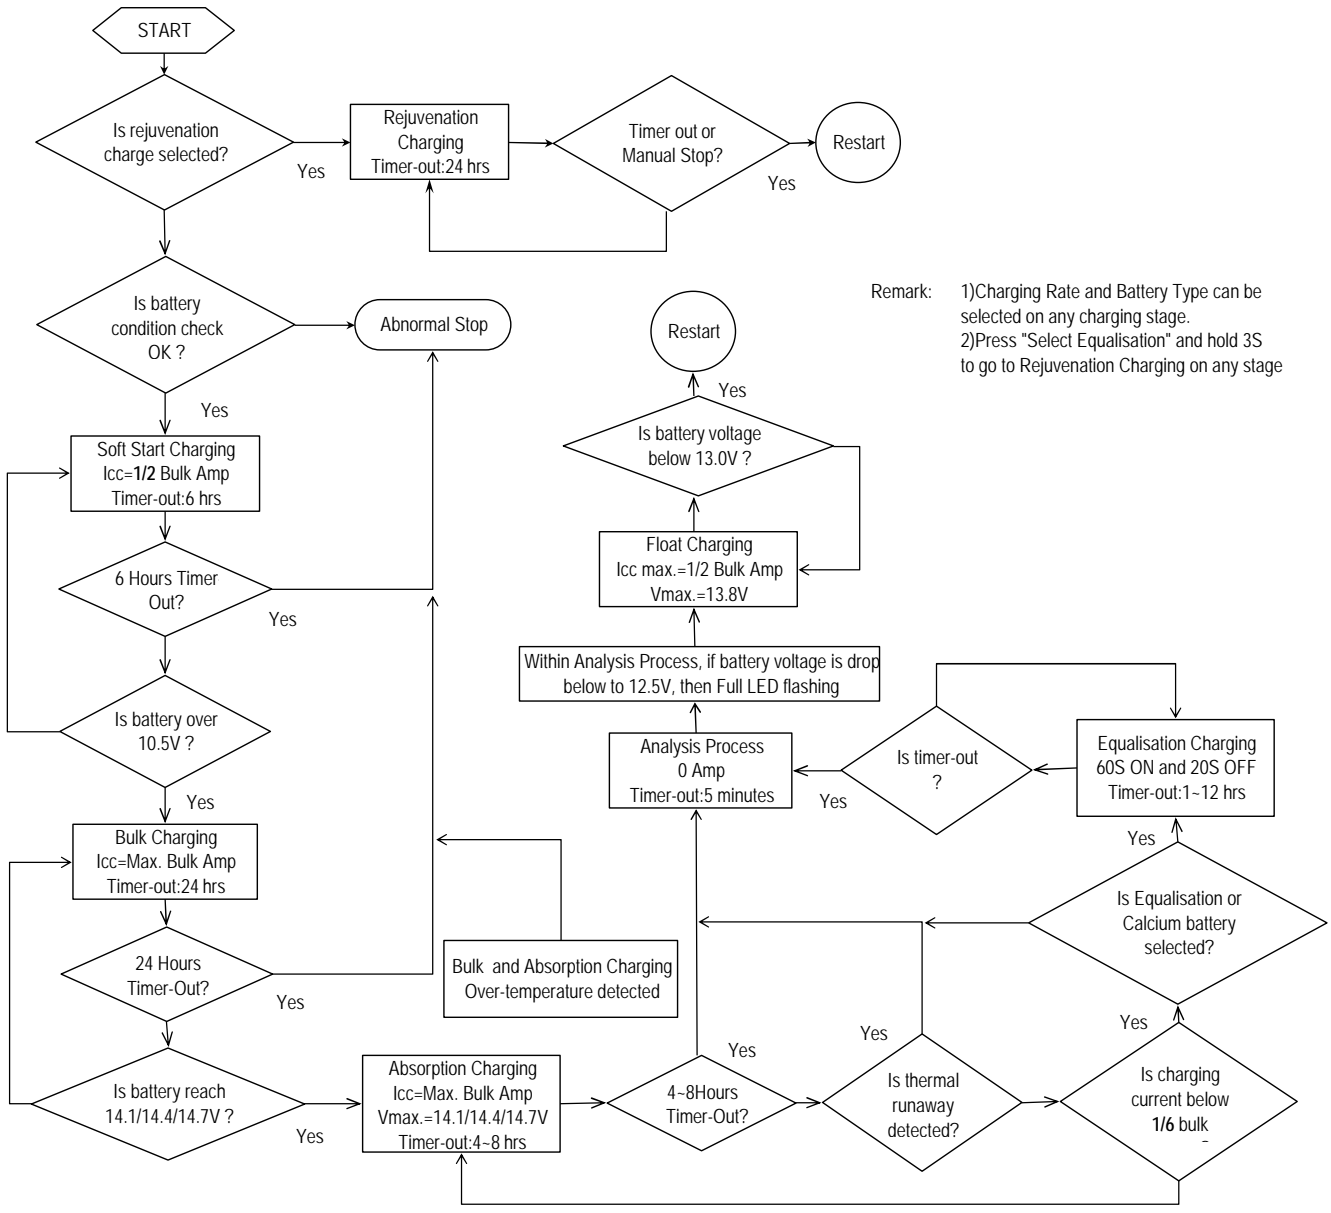 START
Is rejuvenation
charge selected?
Yes
Rejuvenation
Charging
Timer-out:24 hrs
Timer out or
Manual Stop?
Yes
Restart
Is battery
condition check
OK ?
Abnormal Stop
Yes
Restart
Remark: 1)Charging Rate and Battery Type can be
selected on any charging stage.
2)Press "Select Equalisation" and hold 3S
to go to Rejuvenation Charging on any stage
Soft Start Charging
Icc=1/2 Bulk Amp
Timer-out:6 hrs
Yes
Is battery voltage
below 13.0V ?
6 Hours Timer
Out?
Yes
Float Charging
Icc max.=1/2 Bulk Amp
Vmax.=13.8V
Within Analysis Process, if battery voltage is drop
below to 12.5V, then Full LED flashing
Is battery over
10.5V ?
Yes
Analysis Process
0 Amp
Timer-out:5 minutes
Is timer-out
?
Yes
Equalisation Charging
60S ON and 20S OFF
Timer-out:1~12 hrs
Yes
Bulk Charging
Icc=Max. Bulk Amp
Timer-out:24 hrs
Is Equalisation or
Calcium battery
selected?
24 Hours
Timer-Out?
Yes
Bulk and Absorption Charging
Over-temperature detected
Is battery reach
14.1/14.4/14.7V ?
Yes
Absorption Charging
Icc=Max. Bulk Amp
Vmax.=14.1/14.4/14.7V
Timer-out:4~8 hrs
Yes
4~8Hours
Timer-Out?
Yes
Is thermal
runaway
detected?
Yes
Is charging
current below
1/6 bulk